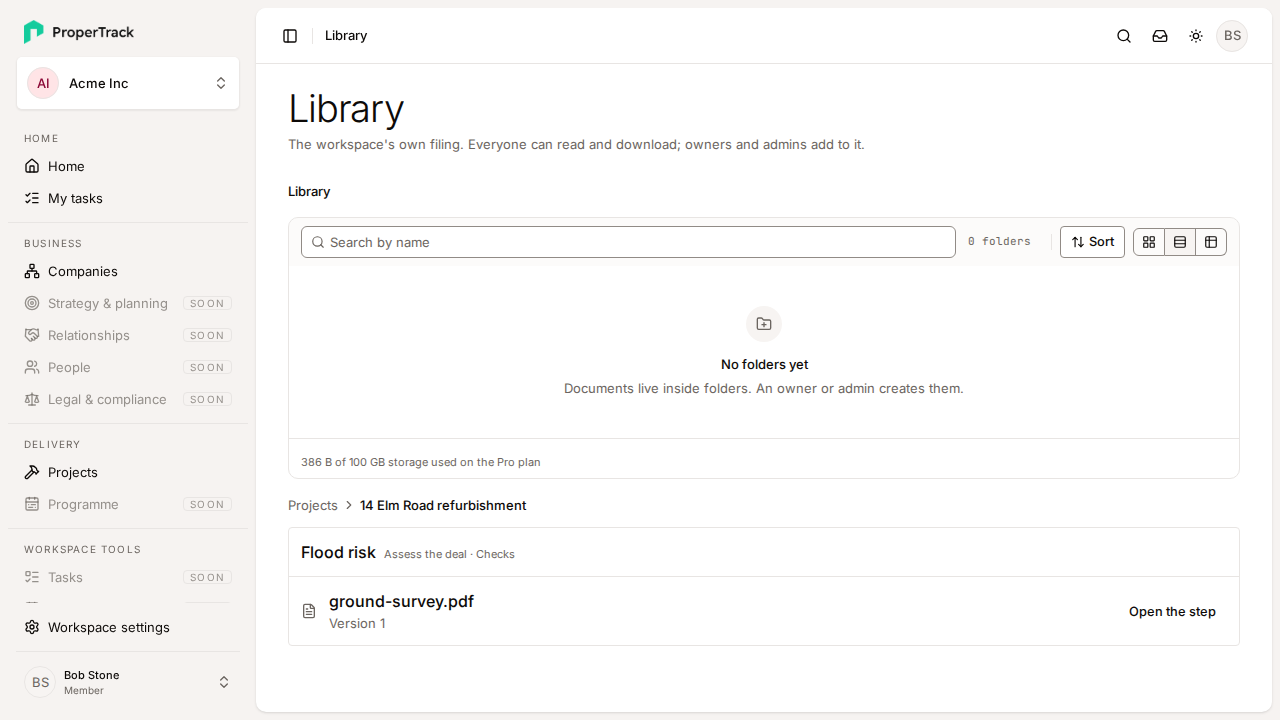 ProperTrack
AI Acme Inc
HOME
Home
My tasks
BUSINESS
Companies
Strategy & planning SOON
Relationships SOON
People SOON
Legal & compliance SOON
DELIVERY
Projects
Programme SOON
WORKSPACE TOOLS
Tasks SOON
Workspace settings
BS Bob Stone
Member
Library
BS
Library
The workspace's own filing. Everyone can read and download; owners and admins add to it.
Library
Search by name 0 folders Sort
No folders yet
Documents live inside folders. An owner or admin creates them.
386 B of 100 GB storage used on the Pro plan
Projects > 14 Elm Road refurbishment
Flood risk Assess the deal · Checks
ground-survey.pdf
Version 1
Open the step